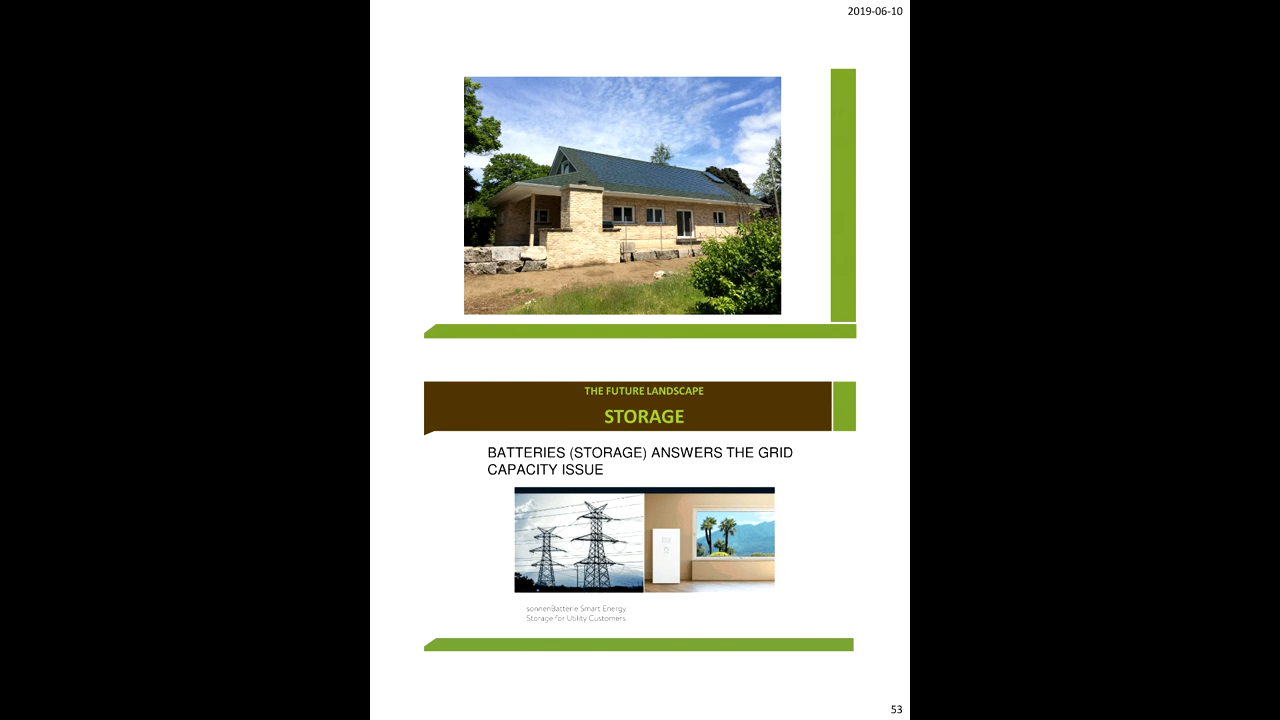 2019-06-10
THE FUTURE LANDSCAPE
STORAGE
BATTERIES (STORAGE) ANSWERS THE GRID
CAPACITY ISSUE
sonnenBatterie Smart Energy
Storage for Utility Customers
53